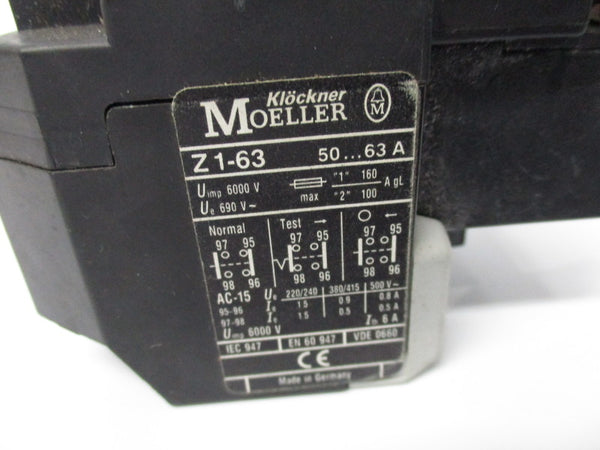 Klöckner
MOELLER M
Z 1-63 50...63 A
Uimp 6000 V "1" 160 A gL
Ue 690 V~ max "2" 100
Normal Test → ○ ←
97 95 97 95 97 95
98 96 98 96 98 96
AC-15 Ue 220/240 380/415 500 V~
95-96 Ie 1.5 0.9 0.8 A
97-98 Ie 1.5 0.5 0.5 A
Uimp 6000 V Ith 6 A
IEC 947 EN 60 947 VDE 0660
CE
Made in Germany